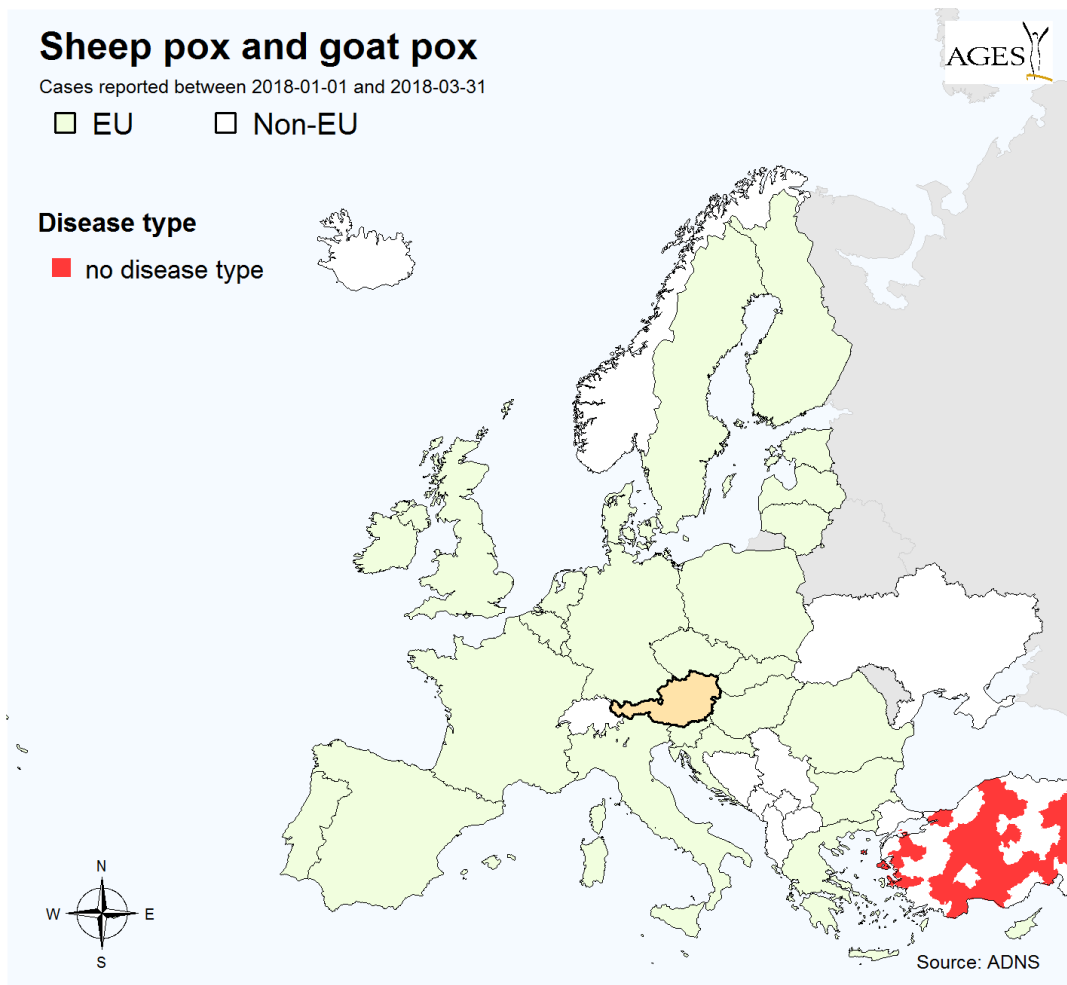 Sheep pox and goat pox
Cases reported between 2018-01-01 and 2018-03-31
EU Non-EU
AGES
Disease type
no disease type
N
W E
S
Source: ADNS